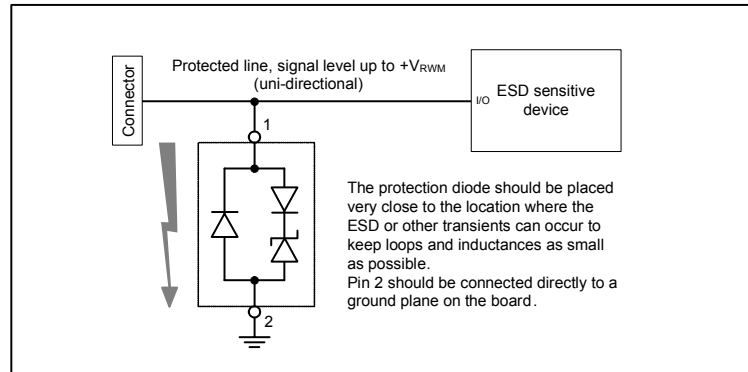 Protected line, signal level up to +VRWM
(uni-directional)
Connector
I/O
ESD sensitive
device
1
The protection diode should be placed
very close to the location where the
ESD or other transients can occur to
keep loops and inductances as small
as possible.
Pin 2 should be connected directly to a
ground plane on the board.
2